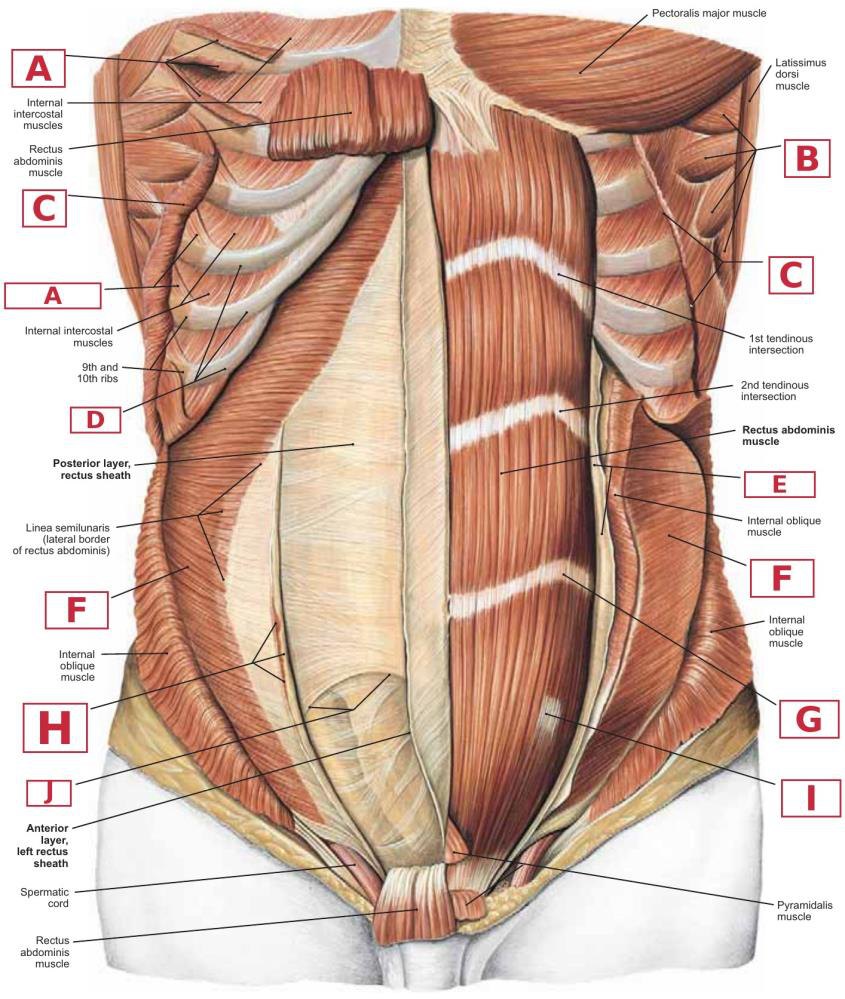 Pectoralis major muscle
A
Latissimus
dorsi
muscle
Internal
intercostal
muscles
Rectus
abdominis
muscle
B
C
C
A
Internal intercostal
muscles
1st tendinous
intersection
9th and
10th ribs
2nd tendinous
intersection
D
Rectus abdominis
muscle
Posterior layer,
rectus sheath
E
Linea semilunaris
(lateral border
of rectus abdominis)
Internal oblique
muscle
F
F
Internal
oblique
muscle
Internal
oblique
muscle
H
G
J
I
Anterior
layer,
left rectus
sheath
Spermatic
cord
Pyramidalis
muscle
Rectus
abdominis
muscle